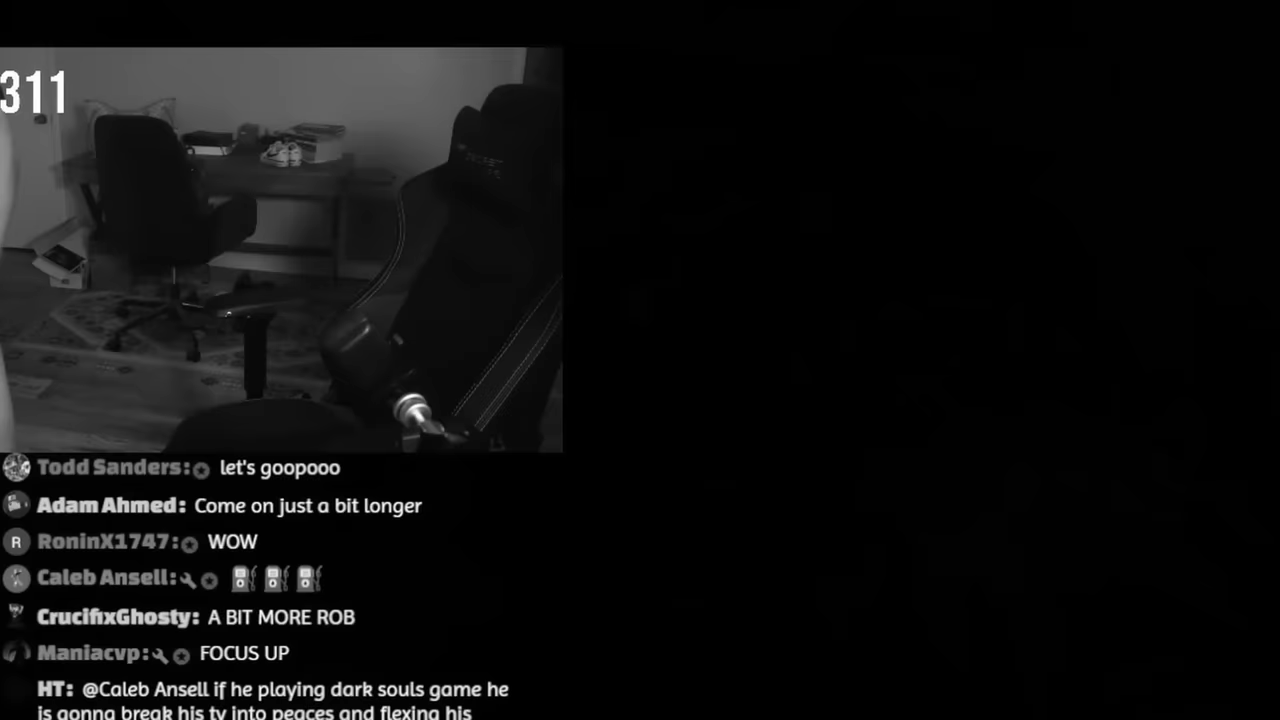 311
Todd Sanders: let's goopooo
Adam Ahmed: Come on just a bit longer
R RoninX1747: WOW
Caleb Ansell: ⛽ ⛽ ⛽
CrucifixGhosty: A BIT MORE ROB
Maniacvp: FOCUS UP
HT: @Caleb Ansell if he playing dark souls game he
is gonna break his tv into peaces and flexing his